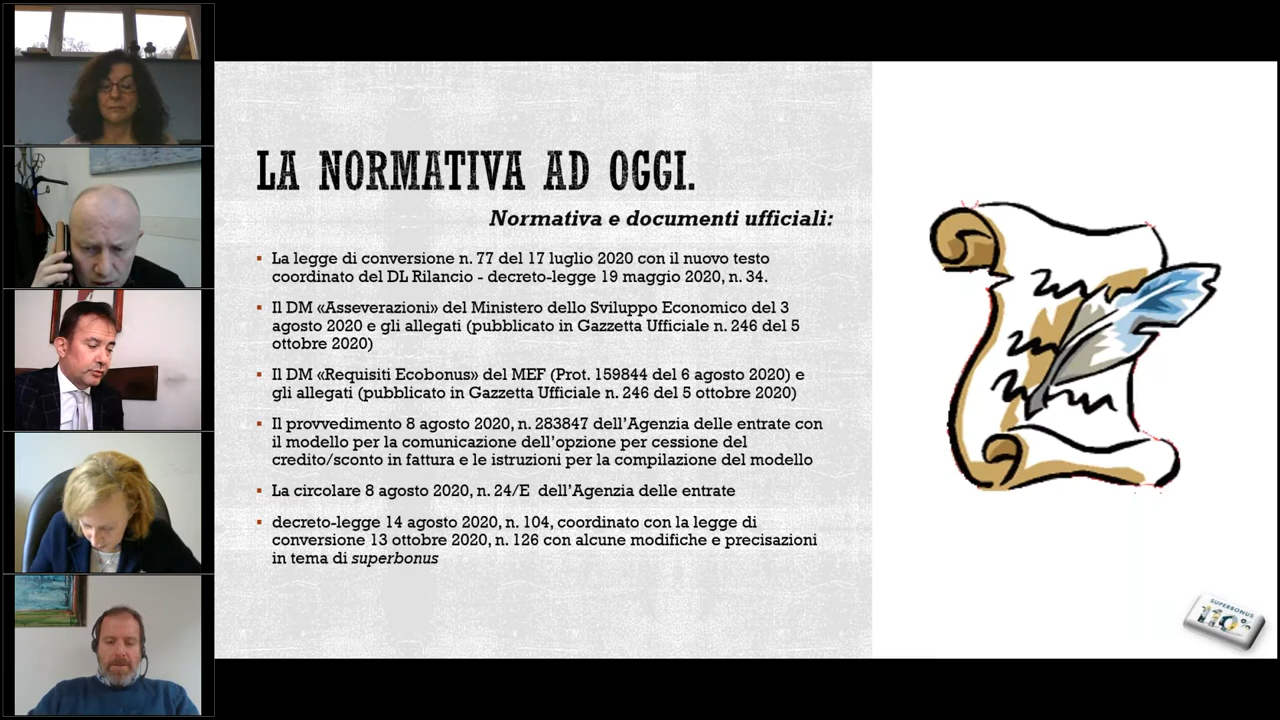 LA NORMATIVA AD OGGI.
Normativa e documenti ufficiali:
▪ La legge di conversione n. 77 del 17 luglio 2020 con il nuovo testo
coordinato del DL Rilancio - decreto-legge 19 maggio 2020, n. 34.
▪ Il DM «Asseverazioni» del Ministero dello Sviluppo Economico del 3
agosto 2020 e gli allegati (pubblicato in Gazzetta Ufficiale n. 246 del 5
ottobre 2020)
▪ Il DM «Requisiti Ecobonus» del MEF (Prot. 159844 del 6 agosto 2020) e
gli allegati (pubblicato in Gazzetta Ufficiale n. 246 del 5 ottobre 2020)
▪ Il provvedimento 8 agosto 2020, n. 283847 dell’Agenzia delle entrate con
il modello per la comunicazione dell’opzione per cessione del
credito/sconto in fattura e le istruzioni per la compilazione del modello
▪ La circolare 8 agosto 2020, n. 24/E dell’Agenzia delle entrate
▪ decreto-legge 14 agosto 2020, n. 104, coordinato con la legge di
conversione 13 ottobre 2020, n. 126 con alcune modifiche e precisazioni
in tema di superbonus
SUPERBONUS
110%